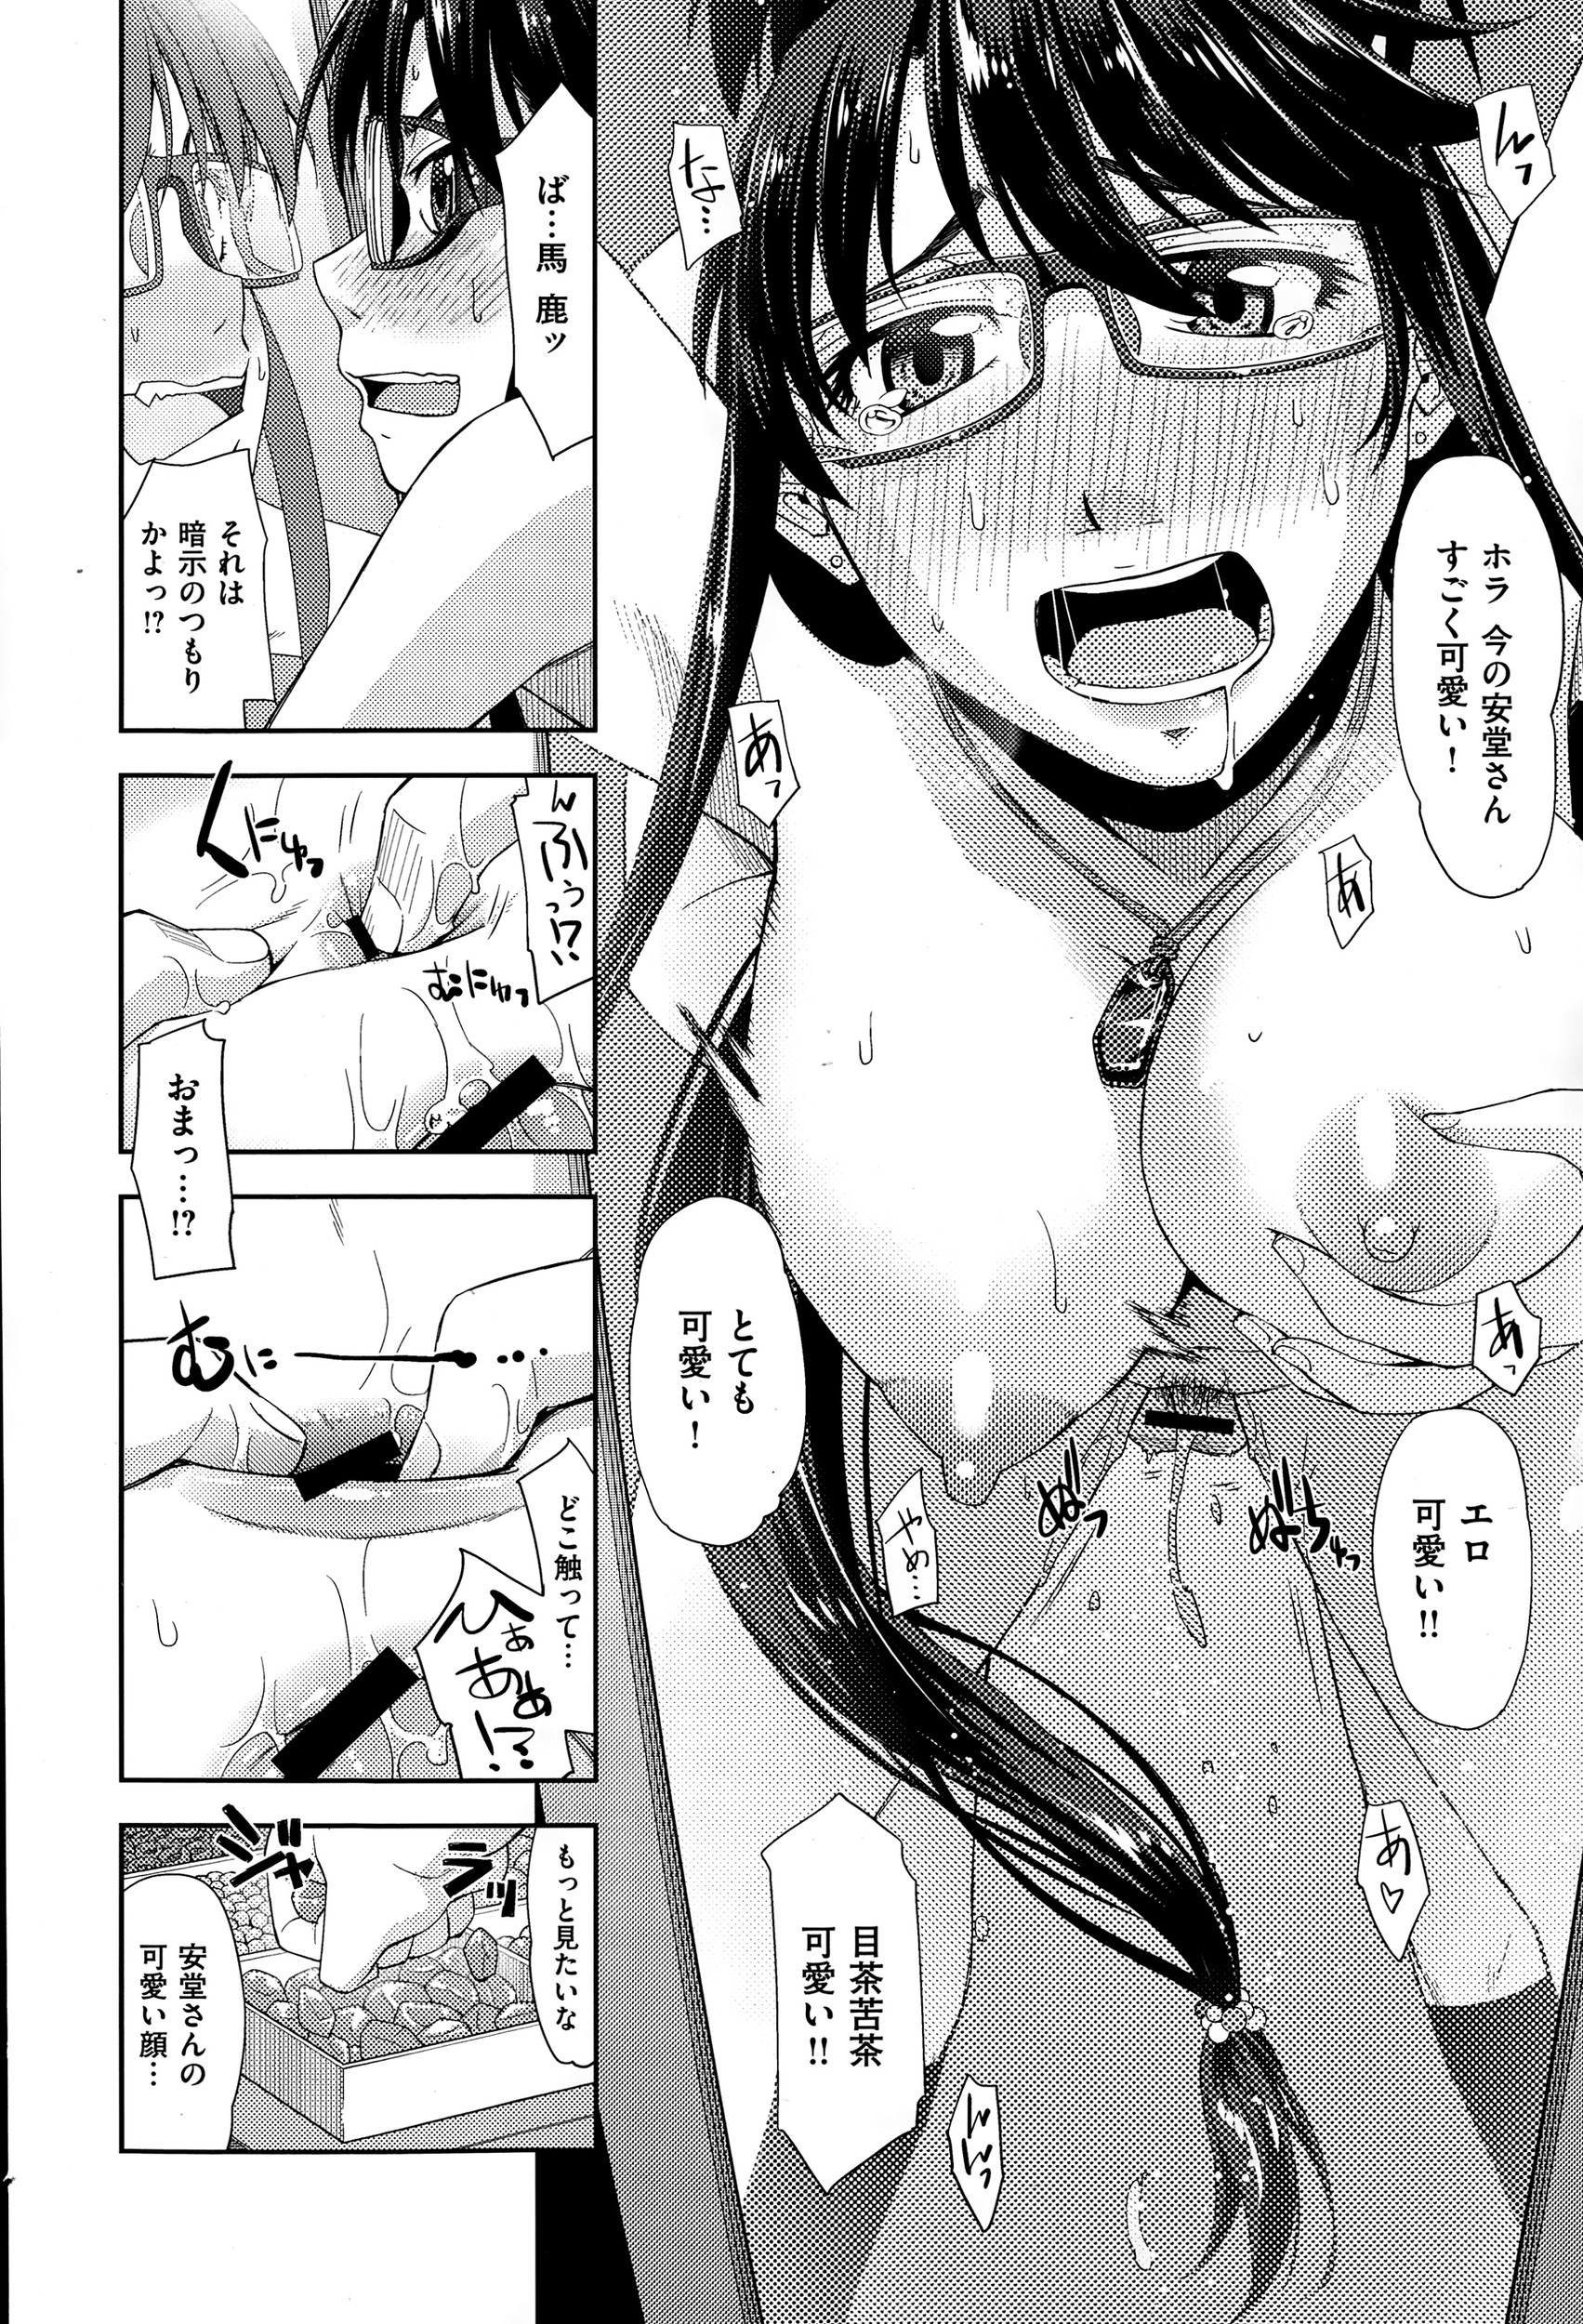 んっ
な…
ホラ 今の安堂さん
すごく可愛い！
あっ
あ
あっ
とても
可愛い！
エロ
可愛い!!
ぬっ
ぬちゅっ
やめ…
あ♡
目茶苦茶
可愛い!!
んんっ
ば…馬鹿ッ
それは
暗示のつもり
かよっ!?
んふぅっ!?
くにゅっ
むにゅっ
おまっ…!?
むに
どこ触って…
ひぁあぁ!?
もっと見たいな
ジャ
ラッ
安堂さんの
可愛い顔…